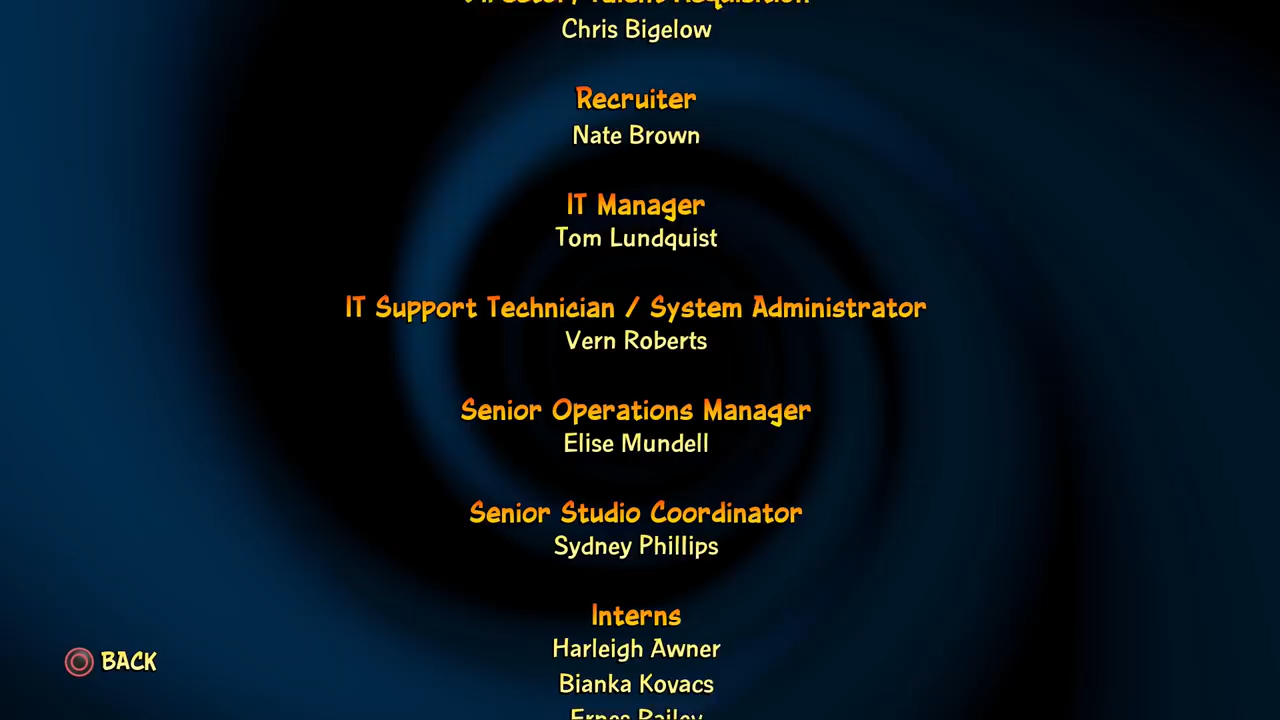 Chris Bigelow
Recruiter
Nate Brown
IT Manager
Tom Lundquist
IT Support Technician / System Administrator
Vern Roberts
Senior Operations Manager
Elise Mundell
Senior Studio Coordinator
Sydney Phillips
Interns
Harleigh Awner
BACK
Bianka Kovacs